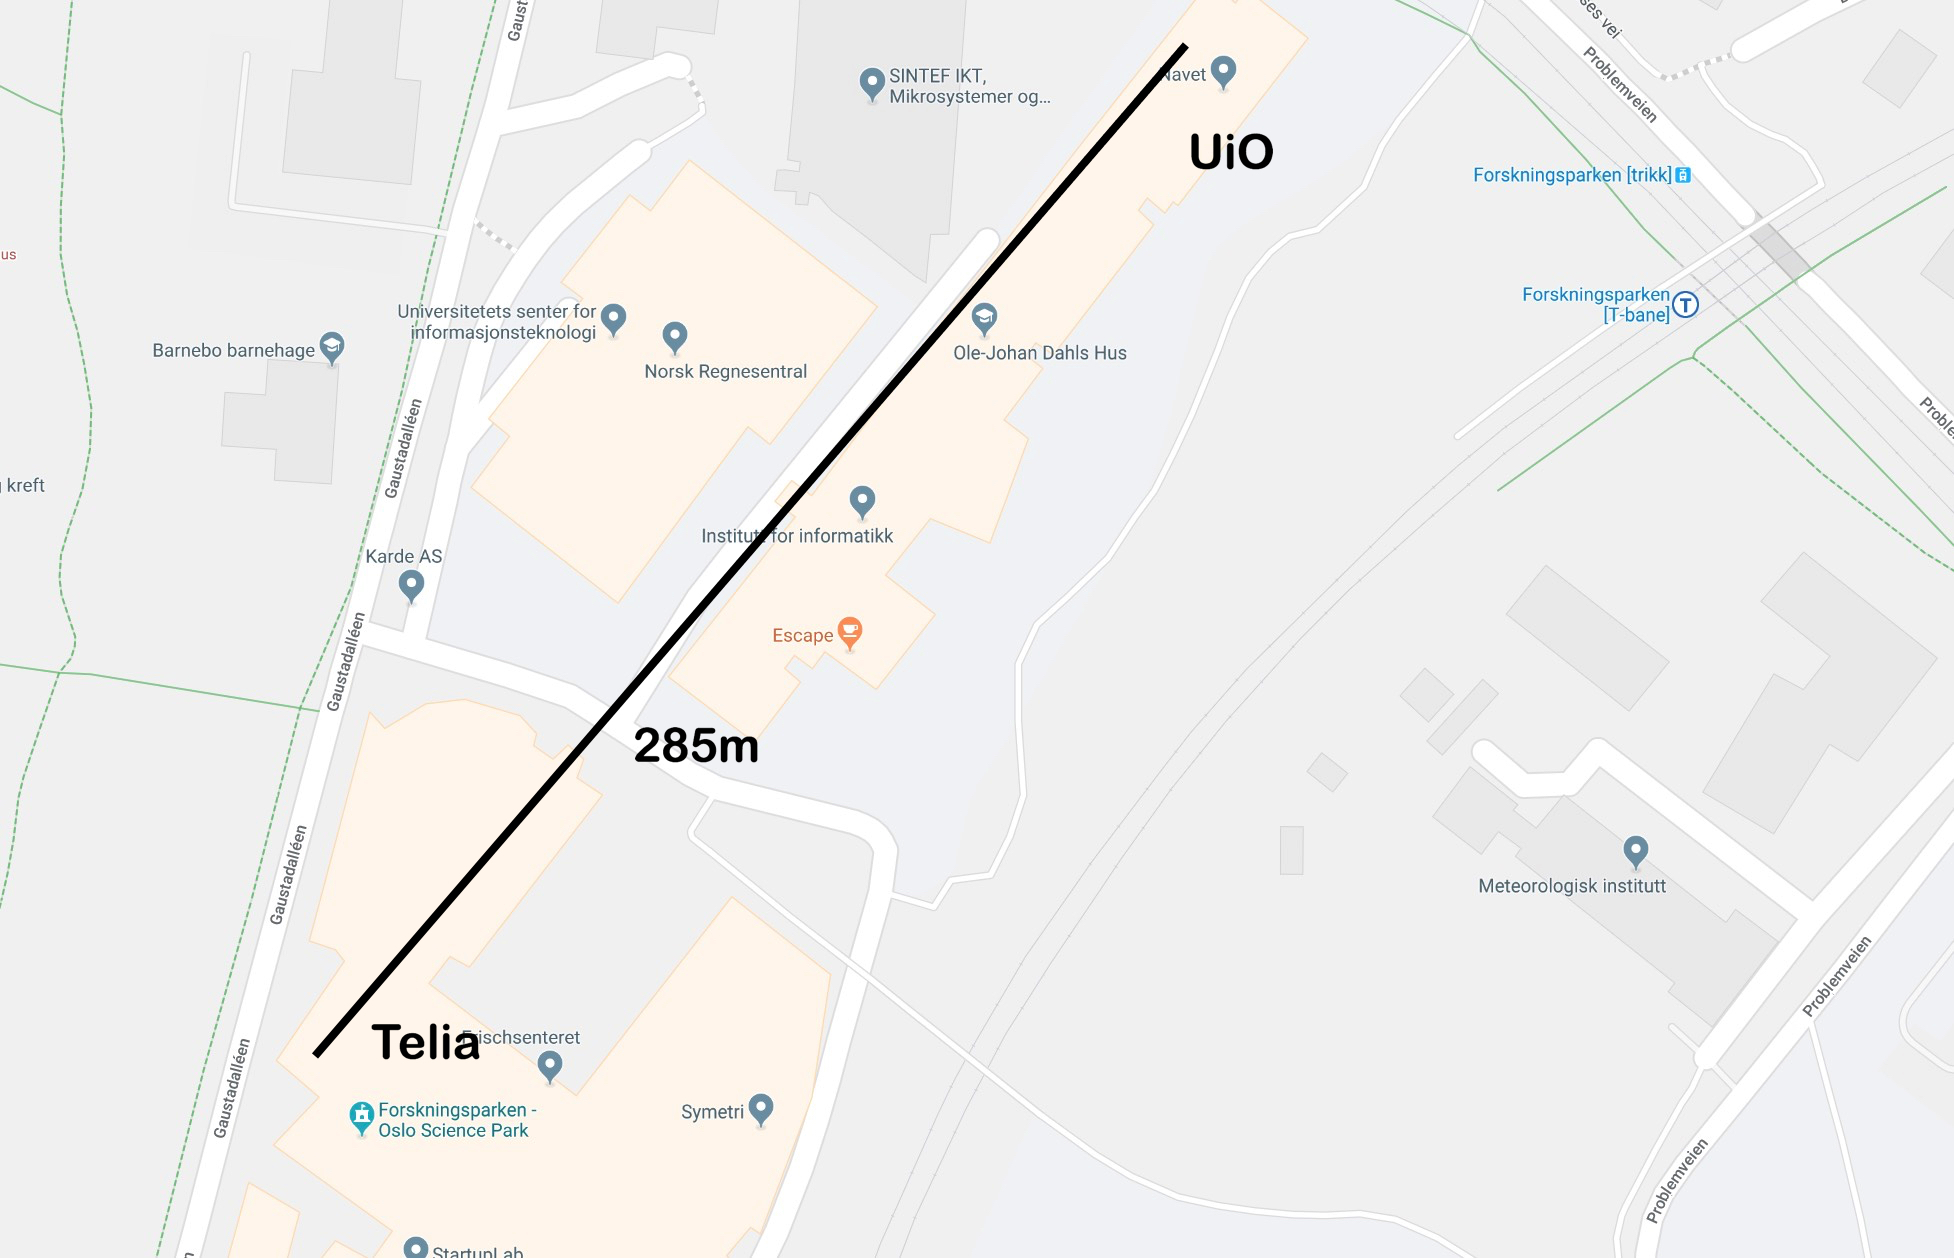 Gaust
ses vei
Problemveien
SINTEF IKT,
Mikrosystemer og...
Navet
UiO
Forskningsparken [trikk]
us
Universitetets senter for
informasjonsteknologi
Forskningsparken
[T-bane]
T
Barnebo barnehage
Norsk Regnesentral
Ole-Johan Dahls Hus
Gaustadalléen
Proble
kreft
Institutt for informatikk
Karde AS
Escape
Gaustadalléen
285m
Gaustadalléen
Meteorologisk institutt
Problemveien
Telia
Frischsenteret
Gaustadalléen
Forskningsparken -
Oslo Science Park
Symetri
Problemveien
StartupLab